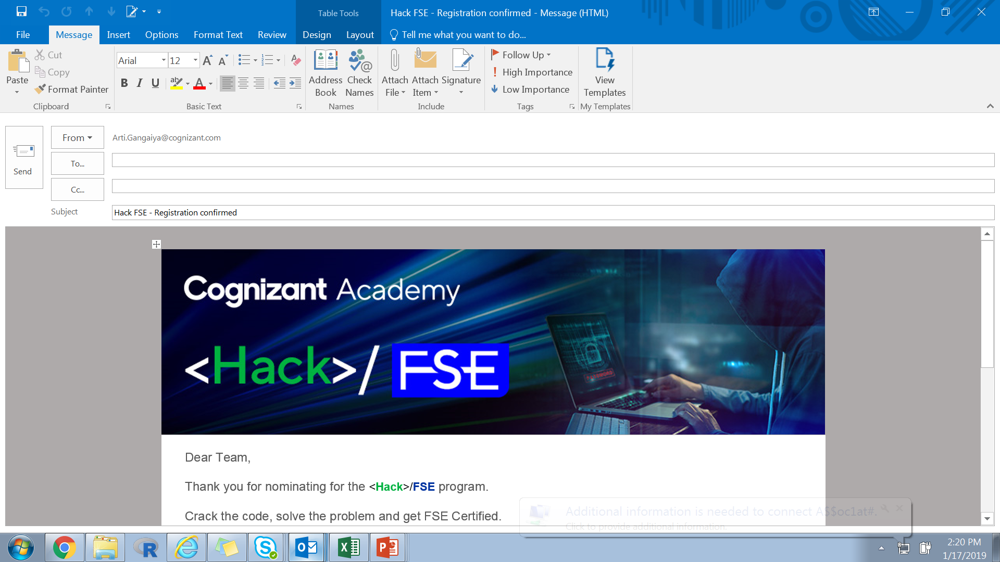 Table Tools
Hack FSE - Registration confirmed - Message (HTML)
File Message Insert Options Format Text Review Design Layout Tell me what you want to do...
Paste
Cut
Copy
Format Painter
Clipboard
Arial 12
Basic Text
Address Book
Check Names
Names
Attach File
Attach Item
Signature
Include
Follow Up
High Importance
Low Importance
Tags
View Templates
My Templates
Send
From Arti.Gangaiya@cognizant.com
To...
Cc...
Subject Hack FSE - Registration confirmed
Cognizant Academy
<Hack>/ FSE
Dear Team,
Thank you for nominating for the <Hack>/FSE program.
Crack the code, solve the problem and get FSE Certified.
Additional information is needed to connect A$$oc1at#.
Click to provide additional information.
2:20 PM
1/17/2019